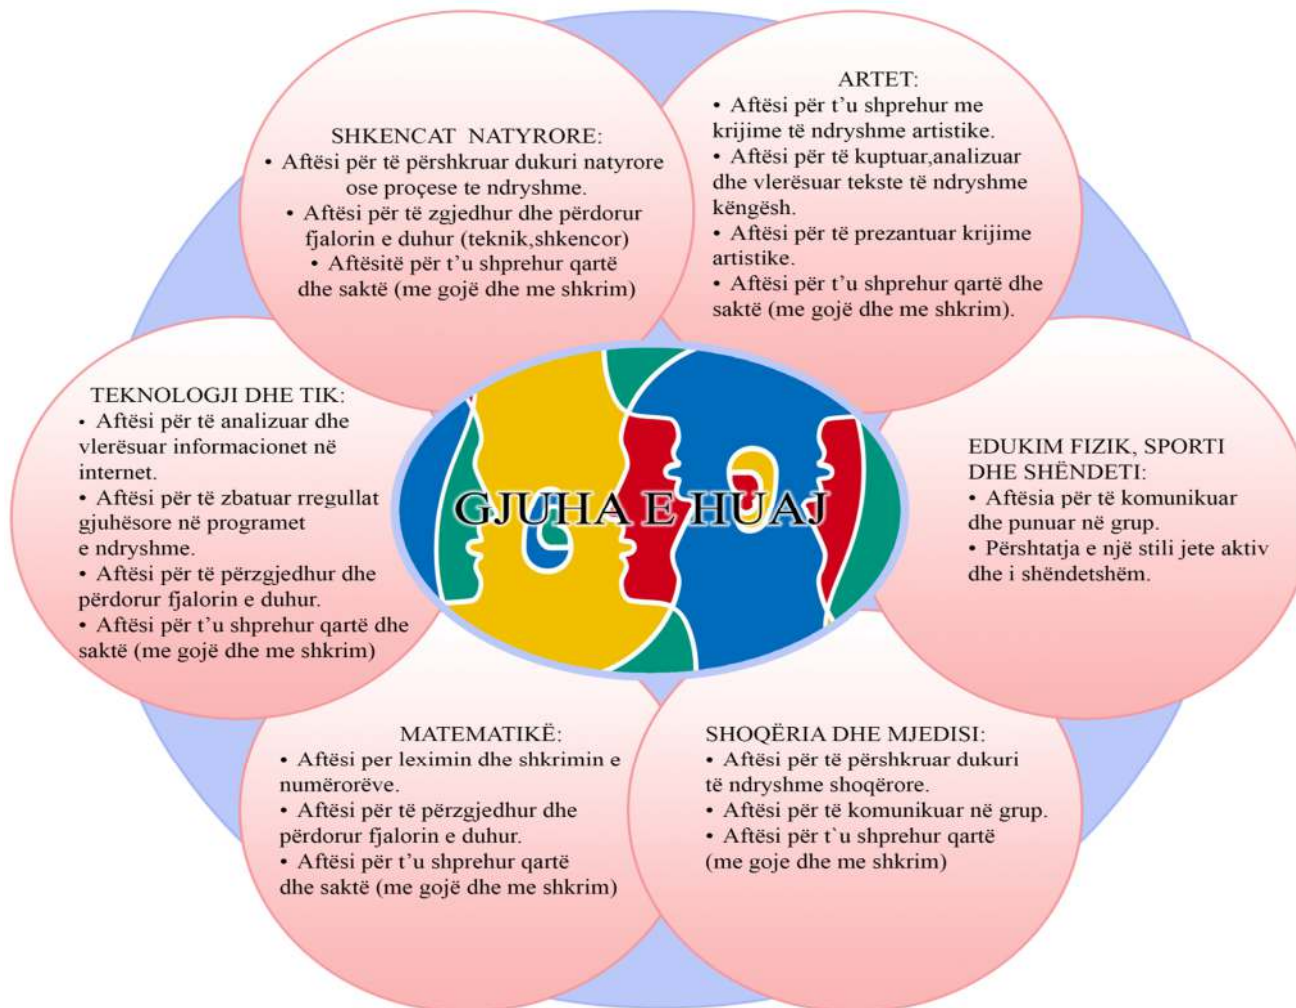 SHKENCAT NATYRORE:
• Aftësi për të përshkruar dukuri natyrore
ose proçese te ndryshme.
• Aftësi për të zgjedhur dhe përdorur
fjalorin e duhur (teknik,shkencor)
• Aftësitë për t’u shprehur qartë
dhe saktë (me gojë dhe me shkrim)
ARTET:
• Aftësi për t’u shprehur me
krijime të ndryshme artistike.
• Aftësi për të kuptuar,analizuar
dhe vlerësuar tekste të ndryshme
këngësh.
• Aftësi për të prezantuar krijime
artistike.
• Aftësi për t’u shprehur qartë dhe
saktë (me gojë dhe me shkrim).
TEKNOLOGJI DHE TIK:
• Aftësi për të analizuar dhe
vlerësuar informacionet në
internet.
• Aftësi për të zbatuar rregullat
gjuhësore në programet
e ndryshme.
• Aftësi për të përzgjedhur dhe
përdorur fjalorin e duhur.
• Aftësi për t’u shprehur qartë dhe
saktë (me gojë dhe me shkrim)
GJUHA E HUAJ
EDUKIM FIZIK, SPORTI
DHE SHËNDETI:
• Aftësia për të komunikuar
dhe punuar në grup.
• Përshtatja e një stili jete aktiv
dhe i shëndetshëm.
MATEMATIKË:
• Aftësi per leximin dhe shkrimin e
numërorëve.
• Aftësi për të përzgjedhur dhe
përdorur fjalorin e duhur.
• Aftësi për t’u shprehur qartë
dhe saktë (me gojë dhe me shkrim)
SHOQËRIA DHE MJEDISI:
• Aftësi për të përshkruar dukuri
të ndryshme shoqërore.
• Aftësi për të komunikuar në grup.
• Aftësi për t`u shprehur qartë
(me goje dhe me shkrim)